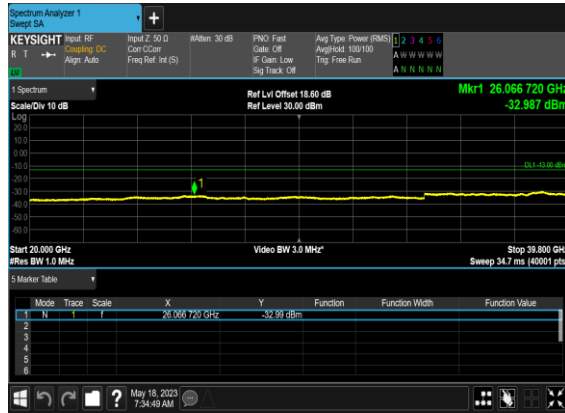 Spectrum Analyzer 1
Swept SA
+
KEYSIGHT Input: RF Input Z: 50 Ω #Atten: 30 dB PNO: Fast Avg Type: Power (RMS) 1 2 3 4 5 6
R T Coupling: DC Corr CCorr Gate: Off Avg|Hold: 100/100 A W W W W W
Align: Auto Freq Ref: Int (S) IF Gain: Low Trig: Free Run
LW Sig Track: Off A N N N N N
1 Spectrum
Ref Lvl Offset 18.60 dB Mkr1 26.066 720 GHz
Scale/Div 10 dB Ref Level 30.00 dBm -32.987 dBm
Log
20.0
10.0
0.00
-10.0
DL1 -13.00 dBm
-20.0
1
-30.0
-40.0
-50.0
-60.0
Start 20.000 GHz Video BW 3.0 MHz* Stop 39.800 GHz
#Res BW 1.0 MHz Sweep 34.7 ms (40001 pts)
5 Marker Table
Mode Trace Scale X Y Function Function Width Function Value
1 N 1 f 26.066 720 GHz -32.99 dBm
2
3
4
5
6
? May 18, 2023
7:34:49 AM